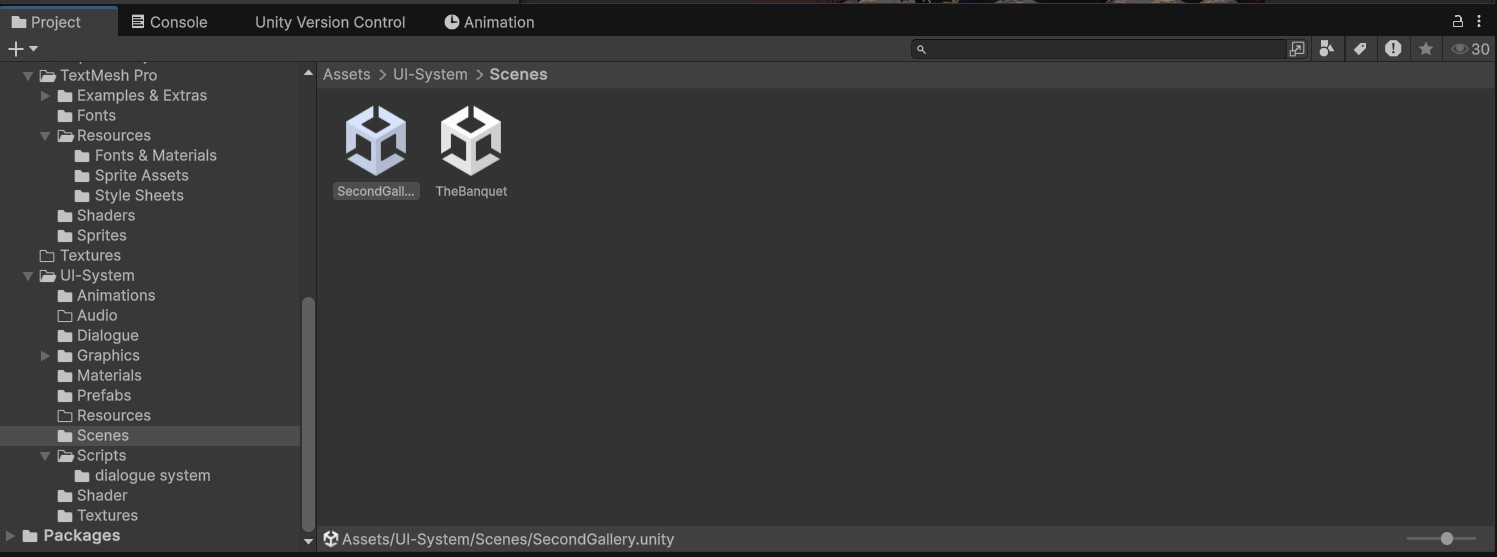 Project Console Unity Version Control Animation
30
TextMesh Pro
Examples & Extras
Fonts
Resources
Fonts & Materials
Sprite Assets
Style Sheets
Shaders
Sprites
Textures
UI-System
Animations
Audio
Dialogue
Graphics
Materials
Prefabs
Resources
Scenes
Scripts
dialogue system
Shader
Textures
Packages
Assets > UI-System > Scenes
SecondGall... TheBanquet
Assets/UI-System/Scenes/SecondGallery.unity